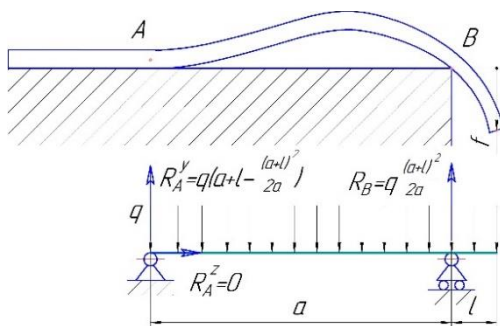 A B
f
R_A^y=q(a+l-(a+l)^2/2a) R_B=q (a+l)^2/2a
q
R_A^z=0
a l